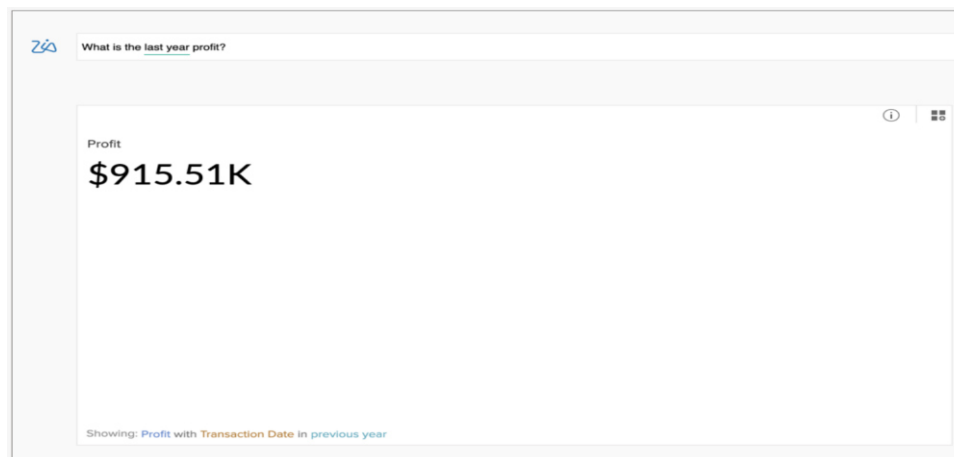 Zia
What is the last year profit?
Profit
$915.51K
Showing: Profit with Transaction Date in previous year